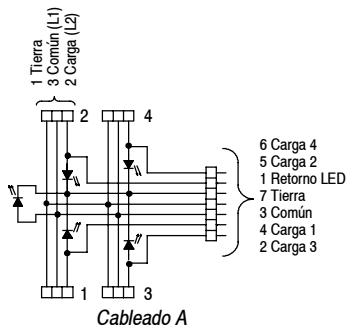 1 Tierra
3 Común (L1)
2 Carga (L2)
2
4
6 Carga 4
5 Carga 2
1 Retorno LED
7 Tierra
3 Común
4 Carga 1
2 Carga 3
1
3
Cableado A